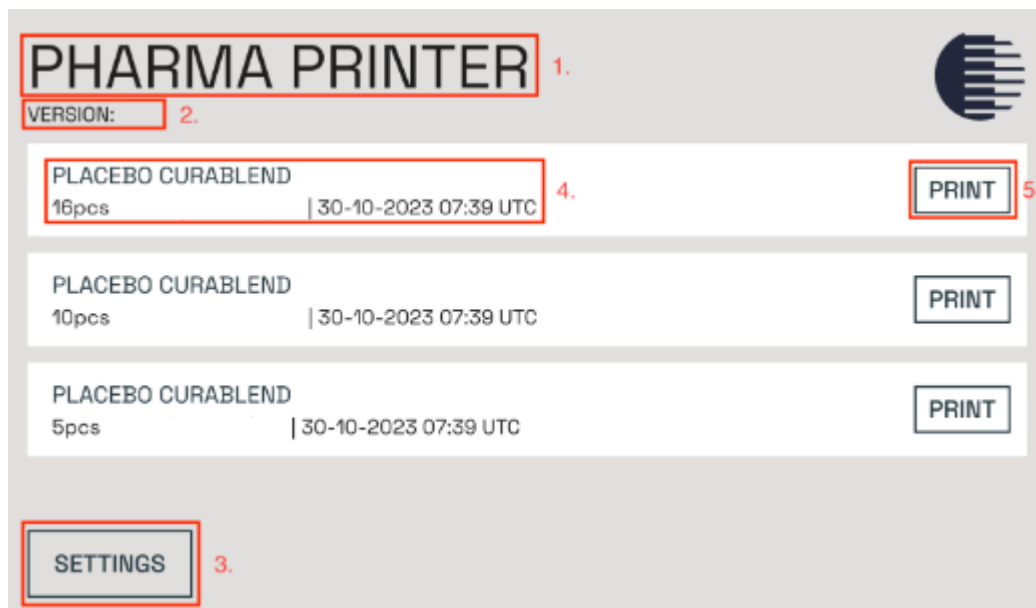 PHARMA PRINTER 1.
VERSION: 2.
PLACEBO CURABLEND
16pcs | 30-10-2023 07:39 UTC 4. PRINT 5
PLACEBO CURABLEND
10pcs | 30-10-2023 07:39 UTC PRINT
PLACEBO CURABLEND
5pcs | 30-10-2023 07:39 UTC PRINT
SETTINGS 3.